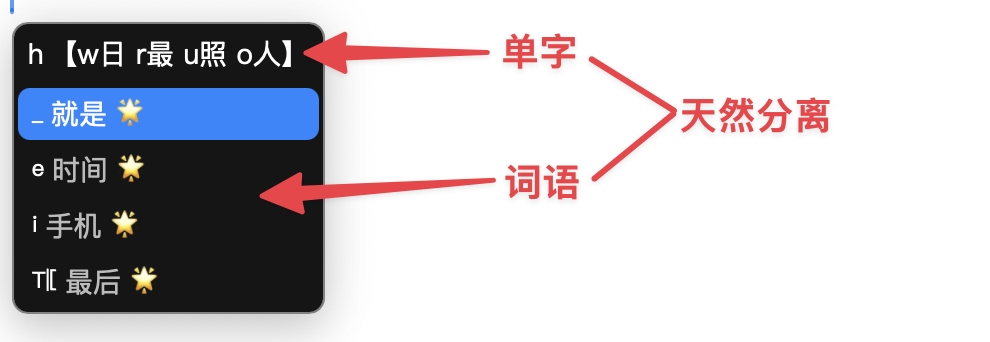 h 【w日 r最 u照 o人】
单字
_ 就是 🌟
天然分离
e 时间 🌟
词语
i 手机 🌟
T〖 最后 🌟